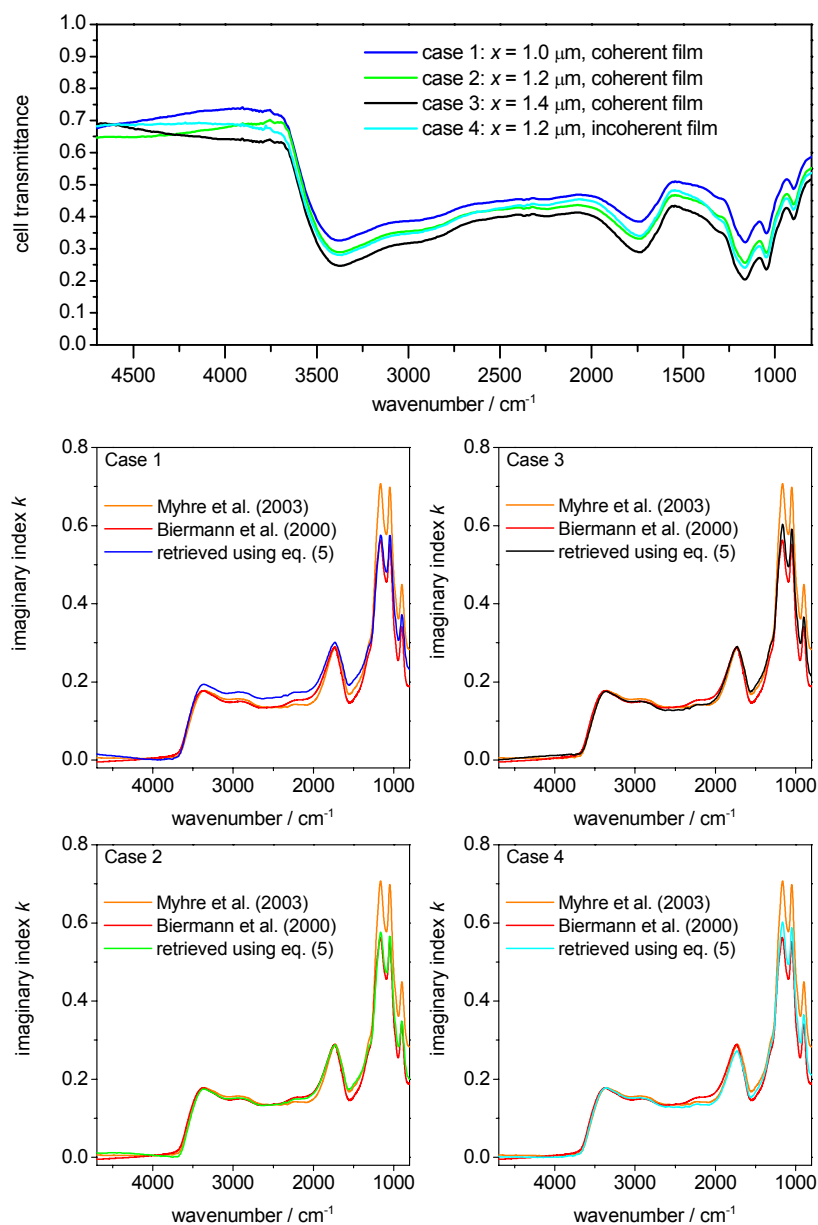 1.0
0.9
0.8
0.7
0.6
0.5
0.4
0.3
0.2
0.1
0.0
cell transmittance
case 1: x = 1.0 μm, coherent film
case 2: x = 1.2 μm, coherent film
case 3: x = 1.4 μm, coherent film
case 4: x = 1.2 μm, incoherent film
4500 4000 3500 3000 2500 2000 1500 1000
wavenumber / cm⁻¹
0.8
0.6
0.4
0.2
0.0
imaginary index k
Case 1
Myhre et al. (2003)
Biermann et al. (2000)
retrieved using eq. (5)
4000 3000 2000 1000
wavenumber / cm⁻¹
0.8
0.6
0.4
0.2
0.0
imaginary index k
Case 3
Myhre et al. (2003)
Biermann et al. (2000)
retrieved using eq. (5)
4000 3000 2000 1000
wavenumber / cm⁻¹
0.8
0.6
0.4
0.2
0.0
imaginary index k
Case 2
Myhre et al. (2003)
Biermann et al. (2000)
retrieved using eq. (5)
4000 3000 2000 1000
wavenumber / cm⁻¹
0.8
0.6
0.4
0.2
0.0
imaginary index k
Case 4
Myhre et al. (2003)
Biermann et al. (2000)
retrieved using eq. (5)
4000 3000 2000 1000
wavenumber / cm⁻¹